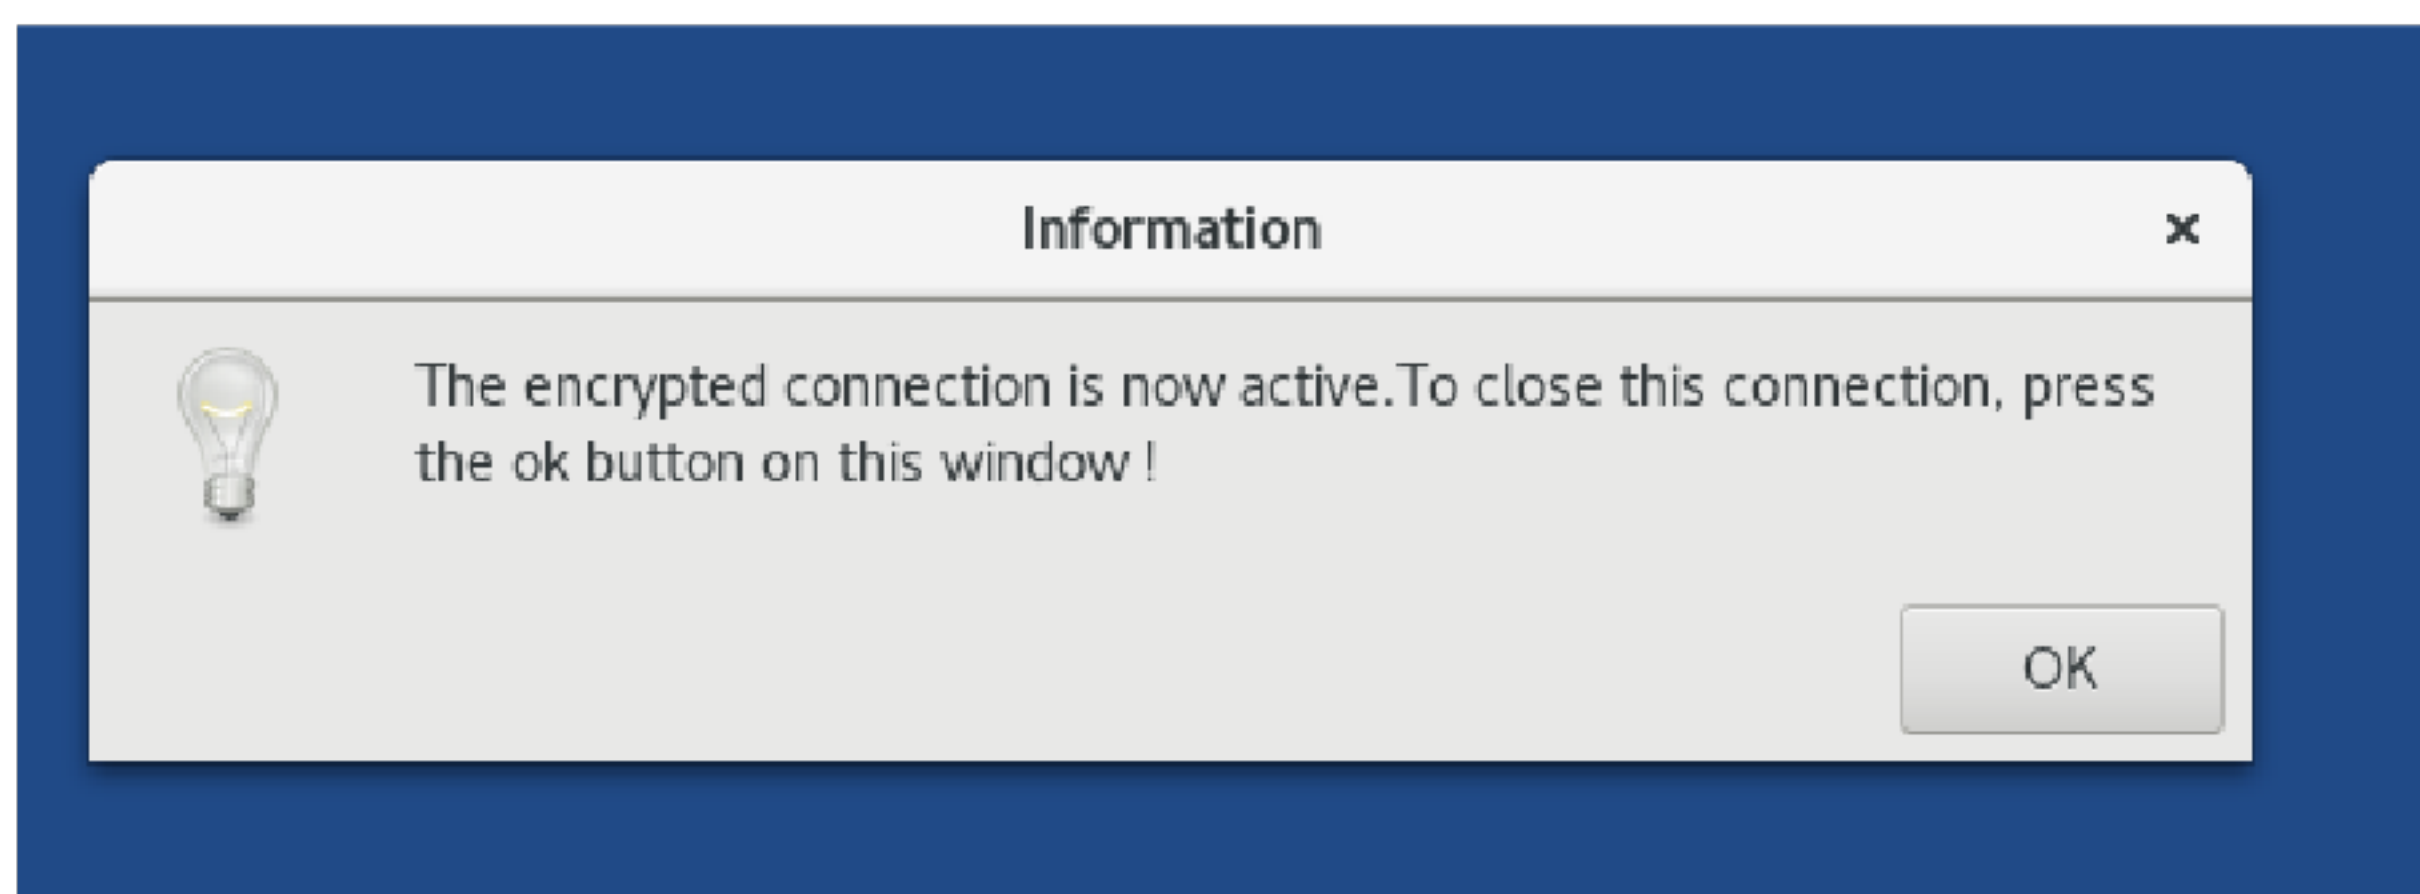 Information
The encrypted connection is now active.To close this connection, press
the ok button on this window !
OK